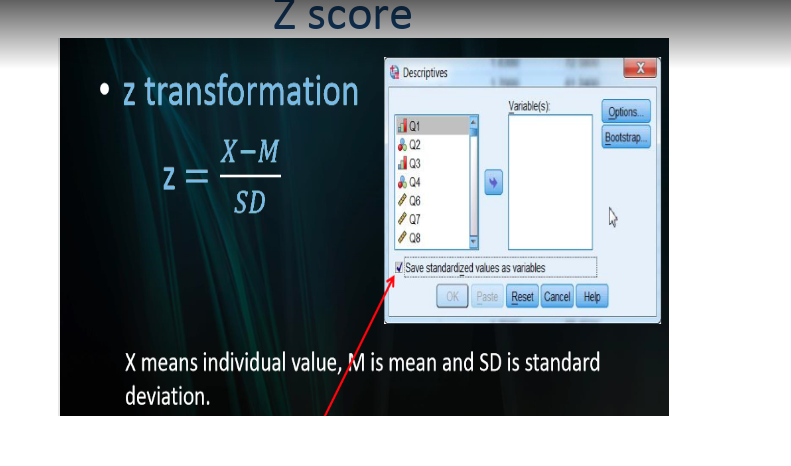 Z score
• z transformation
z = X−M / SD
Descriptives
Variable(s):
Q1
Q2
Q3
Q4
Q6
Q7
Q8
Options...
Bootstrap...
Save standardized values as variables
OK Paste Reset Cancel Help
X means individual value, M is mean and SD is standard
deviation.